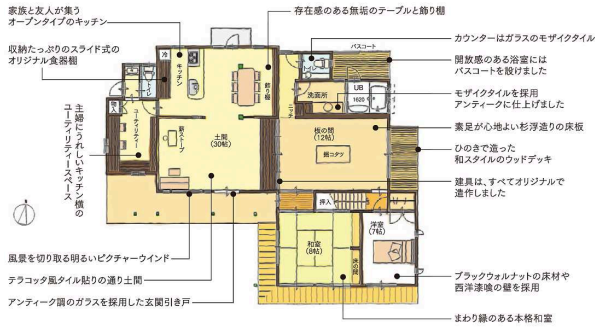 家族と友人が集う
オープンタイプのキッチン
収納たっぷりのスライド式の
オリジナル食器棚
主婦にうれしいキッチン横の
ユーティリティースペース
風景を切り取る明るいピクチャーウインド
テラコッタ風タイル貼りの通り土間
アンティーク調のガラスを採用した玄関引き戸
存在感のある無垢のテーブルと飾り棚
カウンターはガラスのモザイクタイル
開放感のある浴室には
バスコートを設けました
モザイクタイルを採用
アンティークに仕上げました
素足が心地よい杉浮造りの床板
ひのきで造った
和スタイルのウッドデッキ
建具は、すべてオリジナルで
造作しました
ブラックウォルナットの床材や
西洋漆喰の壁を採用
まわり縁のある本格和室
冷
キッチン
飾り棚
トイレ
物入
ユーティリティー
薪ストーブ
土間
(30帖)
バスコート
洗面所
UB
1620
ニッチ
板の間
(12帖)
掘コタツ
押入
和室
(8帖)
床の間
洋室
(7帖)